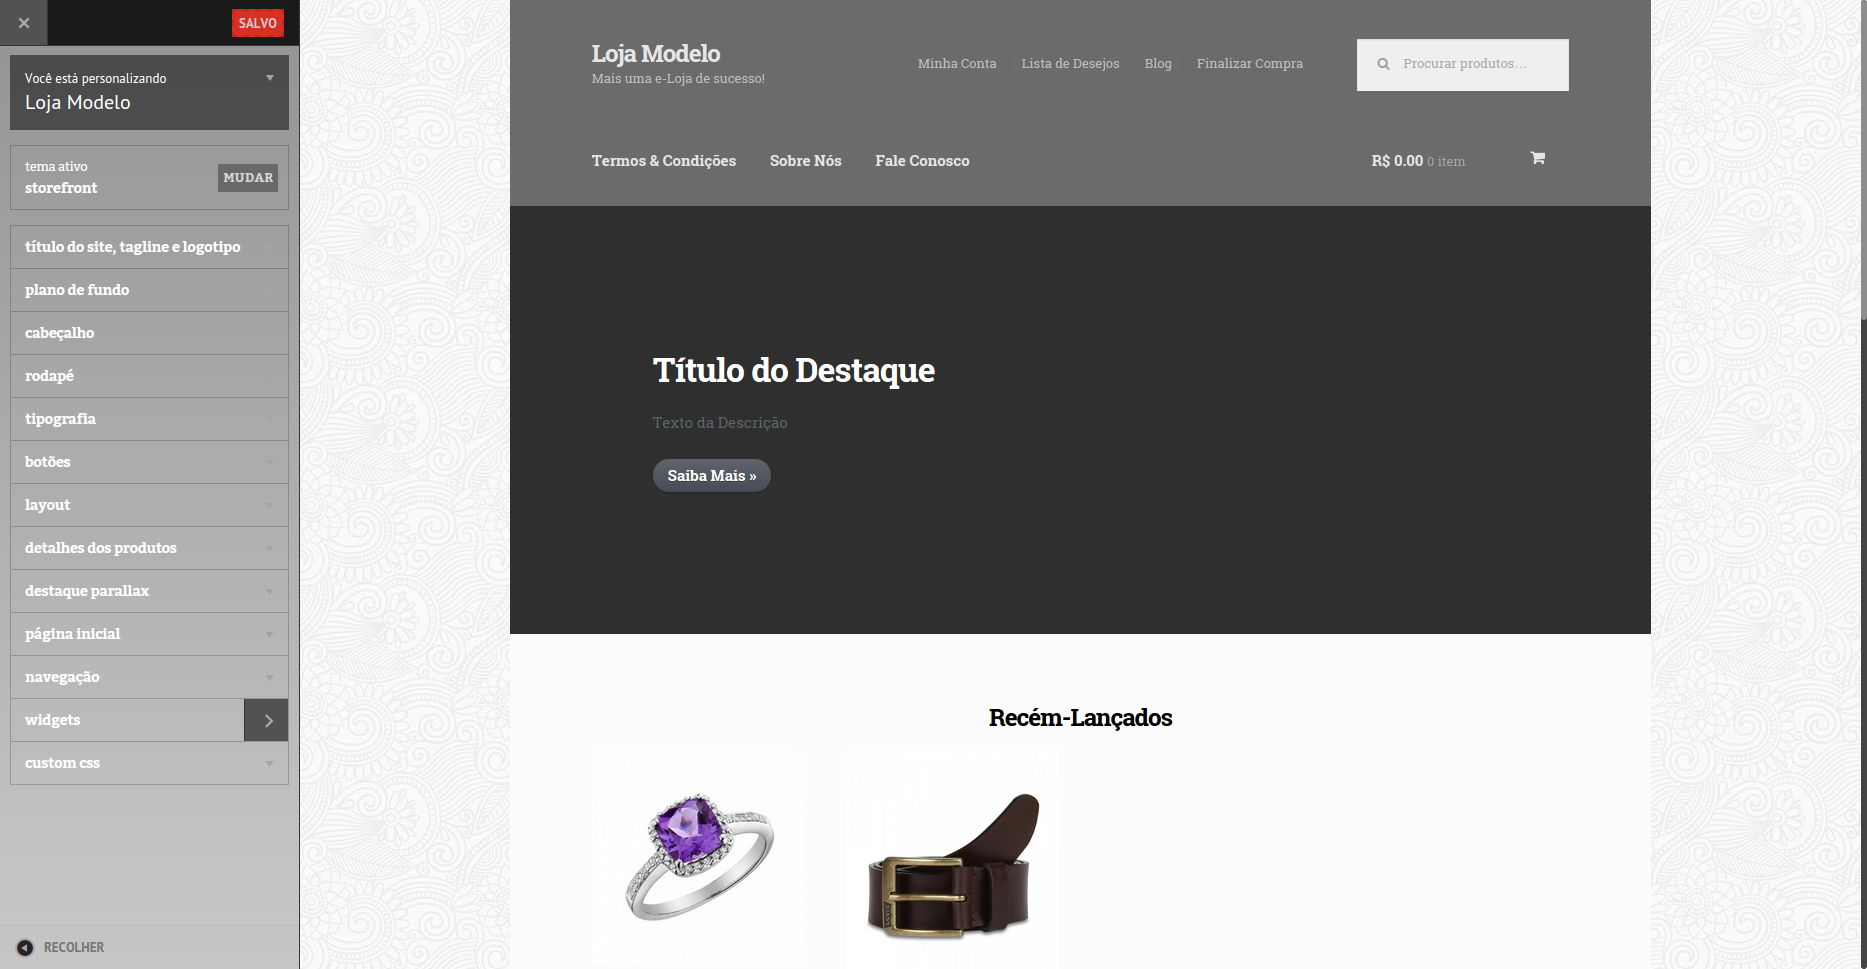 SALVO
Você está personalizando
Loja Modelo
tema ativo
storefront
MUDAR
título do site, tagline e logotipo
plano de fundo
cabeçalho
rodapé
tipografia
botões
layout
detalhes dos produtos
destaque parallax
página inicial
navegação
widgets
custom css
RECOLHER
Loja Modelo
Mais uma e-Loja de sucesso!
Minha Conta Lista de Desejos Blog Finalizar Compra
Procurar produtos...
Termos & Condições Sobre Nós Fale Conosco
R$ 0.00 0 item
Título do Destaque
Texto da Descrição
Saiba Mais »
Recém-Lançados